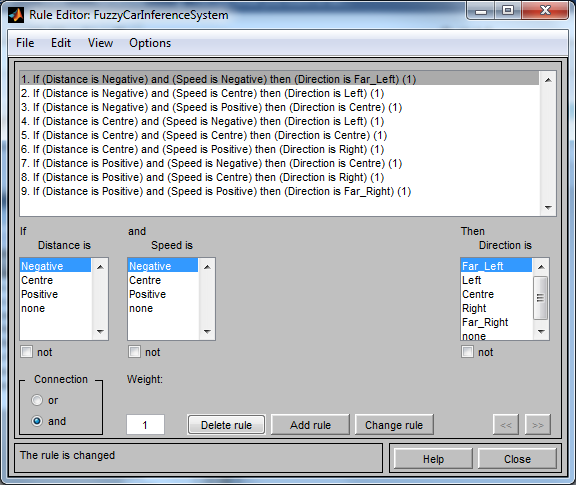 Rule Editor: FuzzyCarInferenceSystem
File Edit View Options
1. If (Distance is Negative) and (Speed is Negative) then (Direction is Far_Left) (1)
2. If (Distance is Negative) and (Speed is Centre) then (Direction is Left) (1)
3. If (Distance is Negative) and (Speed is Positive) then (Direction is Centre) (1)
4. If (Distance is Centre) and (Speed is Negative) then (Direction is Left) (1)
5. If (Distance is Centre) and (Speed is Centre) then (Direction is Centre) (1)
6. If (Distance is Centre) and (Speed is Positive) then (Direction is Right) (1)
7. If (Distance is Positive) and (Speed is Negative) then (Direction is Centre) (1)
8. If (Distance is Positive) and (Speed is Centre) then (Direction is Right) (1)
9. If (Distance is Positive) and (Speed is Positive) then (Direction is Far_Right) (1)
If
Distance is
Negative
Centre
Positive
none
not
and
Speed is
Negative
Centre
Positive
none
not
Then
Direction is
Far_Left
Left
Centre
Right
Far_Right
none
not
Connection
or
and
Weight:
1
Delete rule
Add rule
Change rule
<<
>>
The rule is changed
Help
Close